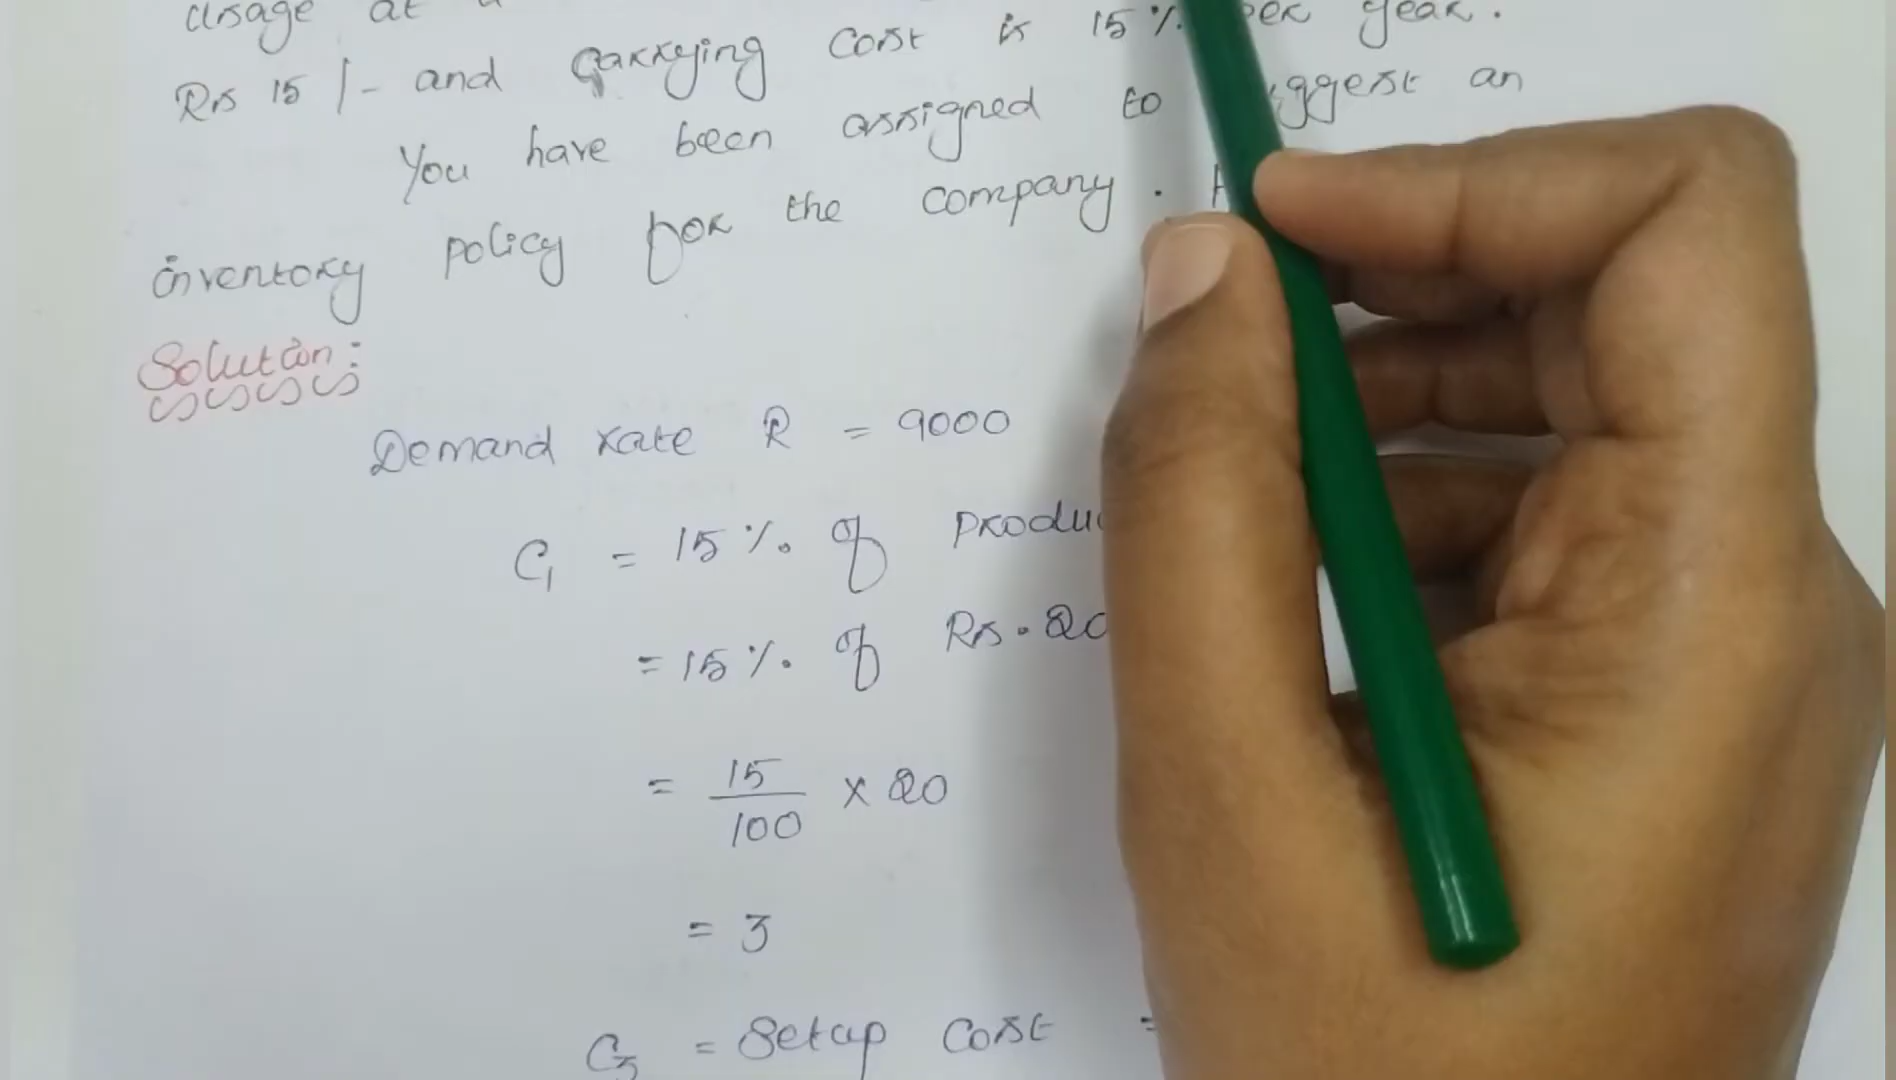 usage at a
Rs 15/- and carrying cost is 15% per year.
You have been assigned to suggest an
inventory policy for the company.
Solution:
Demand rate R = 9000
C₁ = 15% of produc
= 15% of Rs. 20
= 15/100 × 20
= 3
C₃ = Setup Cost =